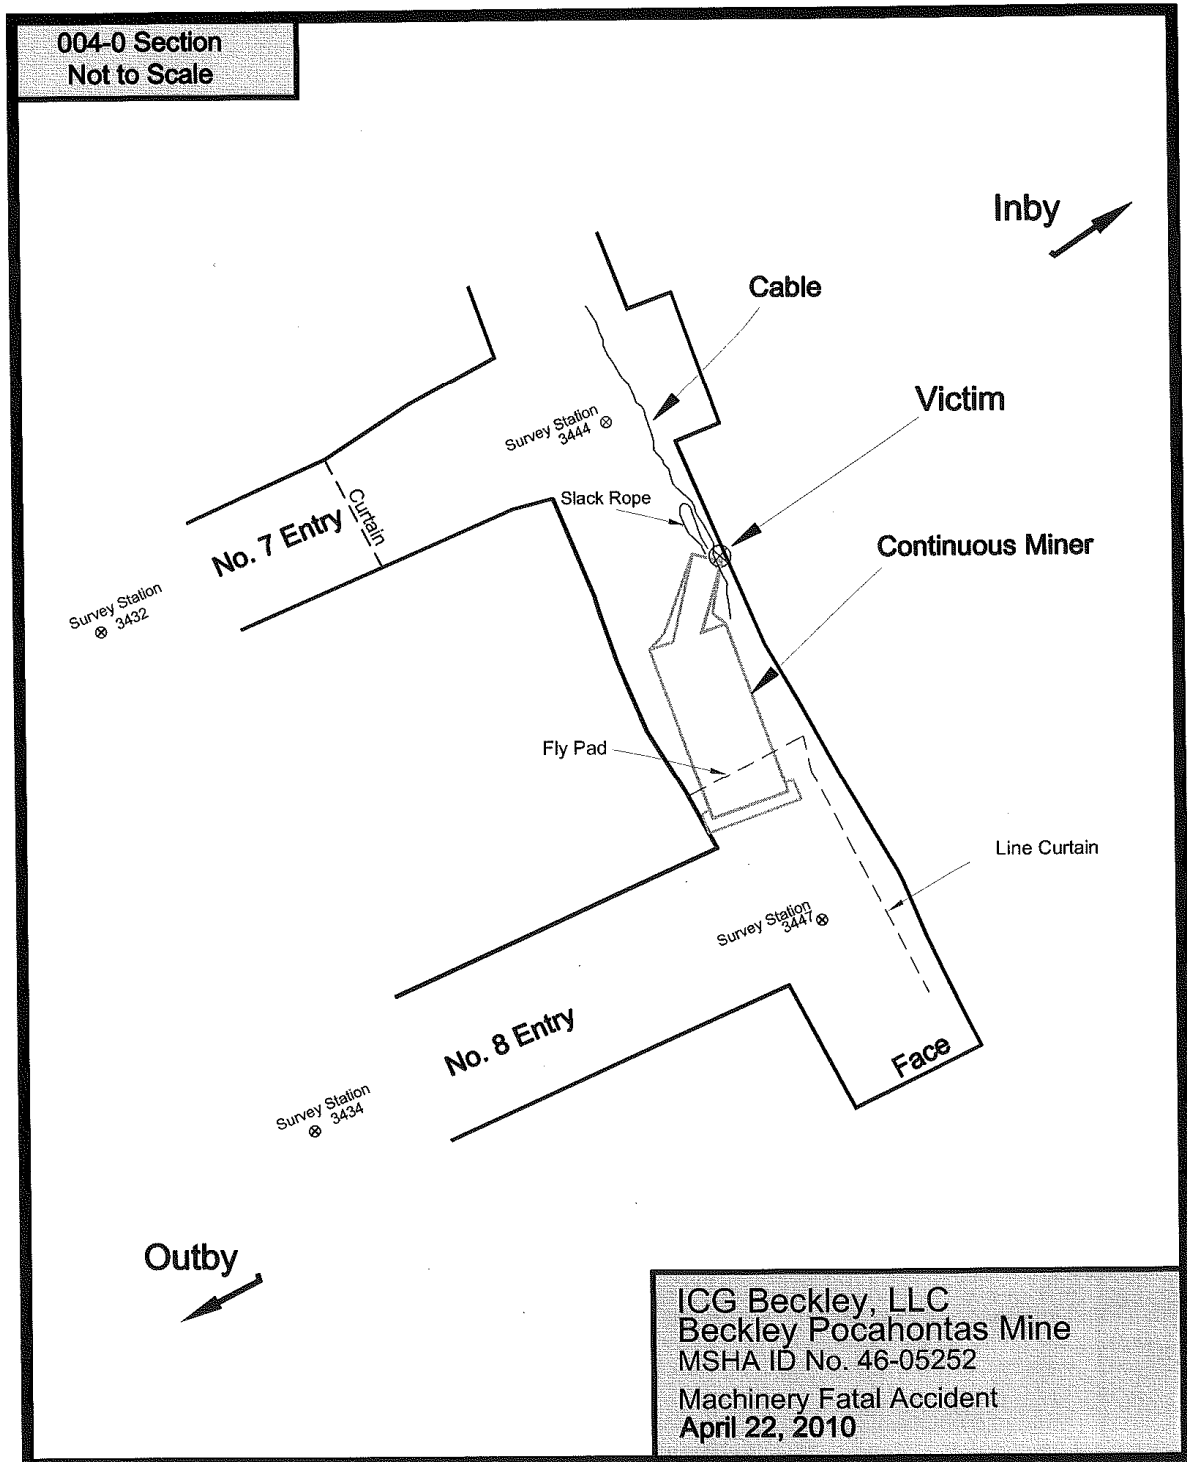 004-0 Section
Not to Scale
Inby
Cable
Victim
Survey Station
3444
Slack Rope
Curtain
No. 7 Entry
Continuous Miner
Survey Station
3432
Fly Pad
Line Curtain
Survey Station
3447
No. 8 Entry
Face
Survey Station
3434
Outby
ICG Beckley, LLC
Beckley Pocahontas Mine
MSHA ID No. 46-05252
Machinery Fatal Accident
April 22, 2010